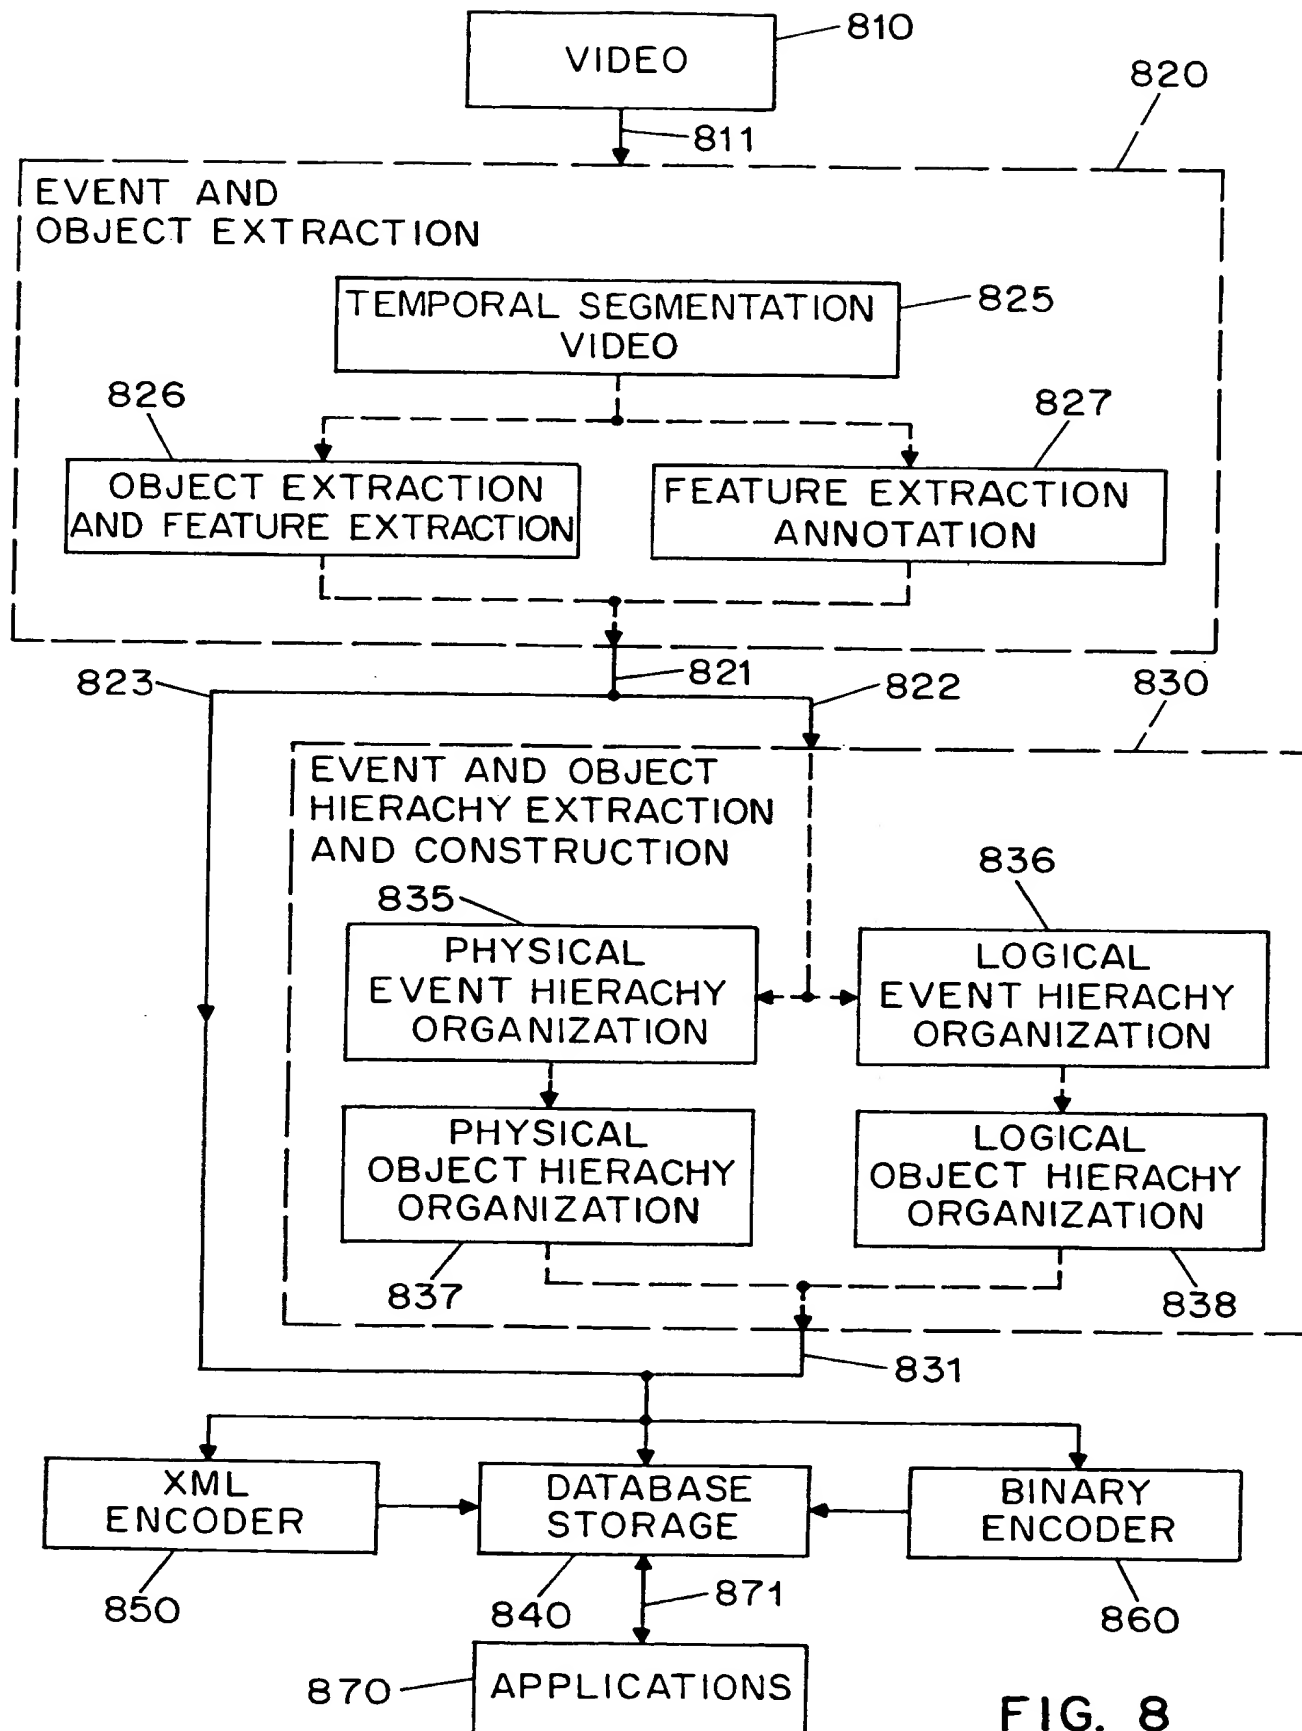 810
VIDEO
820
811
EVENT AND
OBJECT EXTRACTION
TEMPORAL SEGMENTATION
VIDEO
825
826
827
OBJECT EXTRACTION
AND FEATURE EXTRACTION
FEATURE EXTRACTION
ANNOTATION
823
821
822
830
EVENT AND OBJECT
HIERACHY EXTRACTION
AND CONSTRUCTION
835
836
PHYSICAL
EVENT HIERACHY
ORGANIZATION
LOGICAL
EVENT HIERACHY
ORGANIZATION
PHYSICAL
OBJECT HIERACHY
ORGANIZATION
LOGICAL
OBJECT HIERACHY
ORGANIZATION
837
838
831
XML
ENCODER
DATABASE
STORAGE
BINARY
ENCODER
850
840
871
860
870
APPLICATIONS
FIG. 8